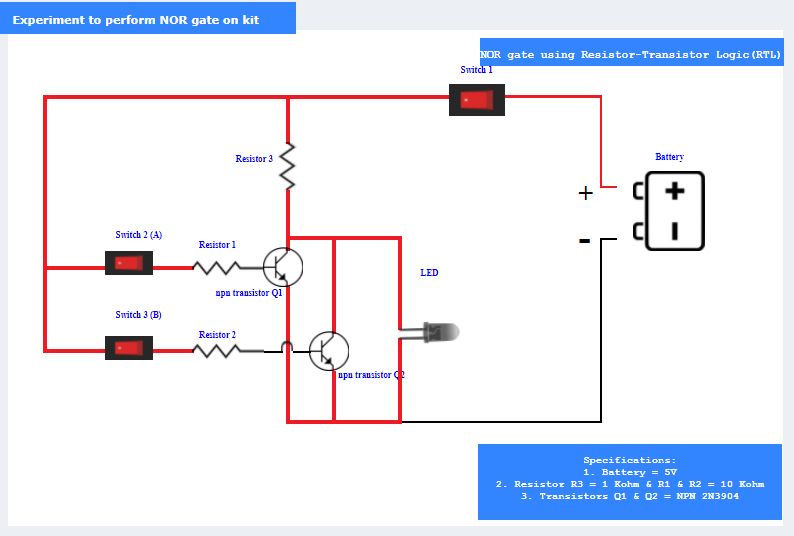 Experiment to perform NOR gate on kit
NOR gate using Resistor-Transistor Logic(RTL)
Switch 1
Resistor 3
Battery
+
-
Switch 2 (A)
Resistor 1
LED
npn transistor Q1
Switch 3 (B)
Resistor 2
npn transistor Q2
Specifications:
1. Battery = 5V
2. Resistor R3 = 1 Kohm & R1 & R2 = 10 Kohm
3. Transistors Q1 & Q2 = NPN 2N3904